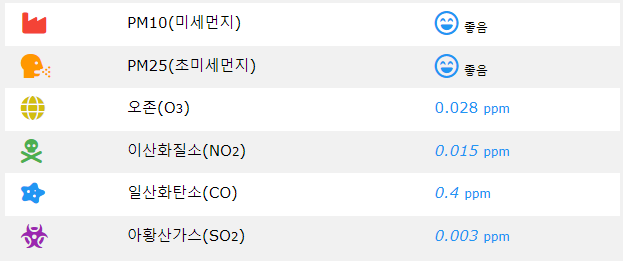 PM10(미세먼지) 좋음
PM25(초미세먼지) 좋음
오존(O3) 0.028 ppm
이산화질소(NO2) 0.015 ppm
일산화탄소(CO) 0.4 ppm
아황산가스(SO2) 0.003 ppm